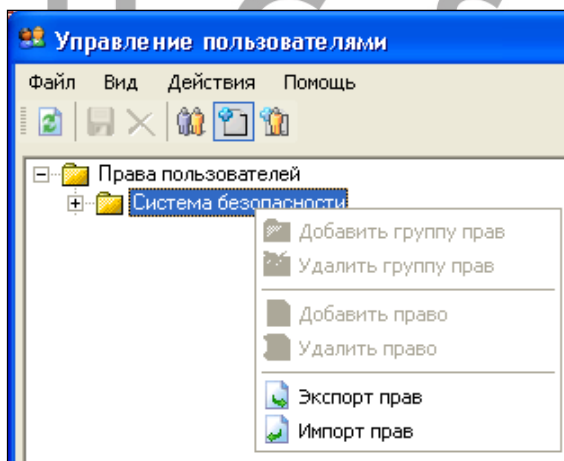 Управление пользователями
Файл Вид Действия Помощь
Права пользователей
Система безопасности
Добавить группу прав
Удалить группу прав
Добавить право
Удалить право
Экспорт прав
Импорт прав